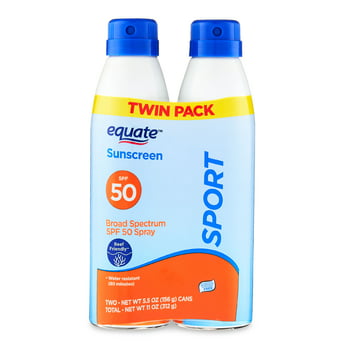 TWIN PACK
equate™
Sunscreen
SPF
50
Broad Spectrum
SPF 50 Spray
Reef
Friendly**
• Water resistant
(80 minutes)
SPORT
TWO - NET WT 5.5 OZ (156 g) CANS
TOTAL - NET WT 11 OZ (312 g)